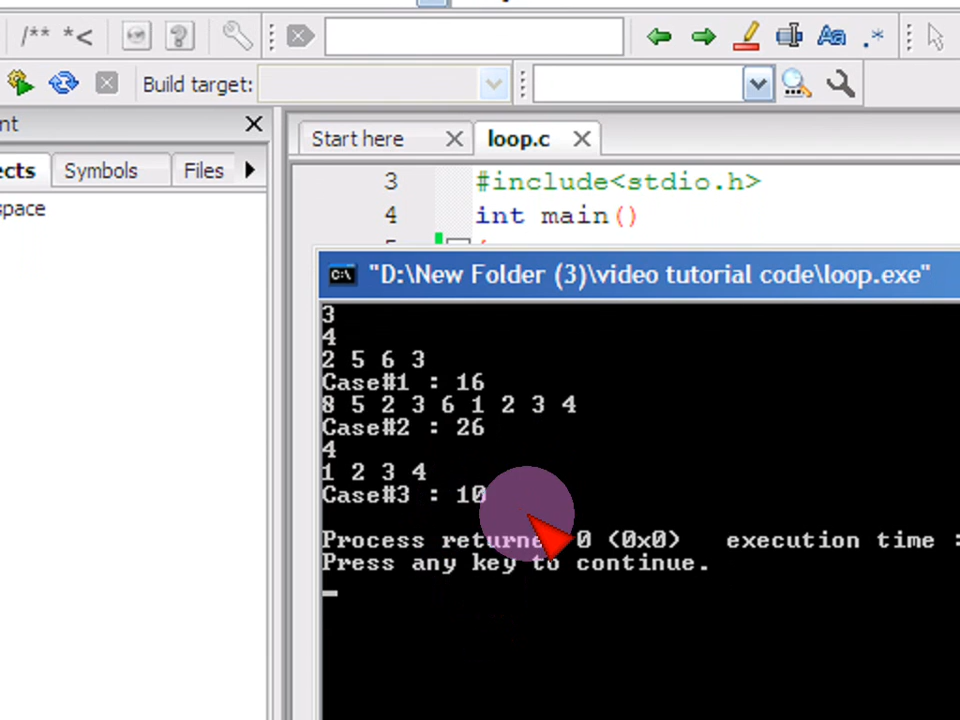 /** *<
Aa .*
Build target:
nt
Start here
loop.c
ects
Symbols
Files
space
3 #include<stdio.h>
4 int main()
"D:\New Folder (3)\video tutorial code\loop.exe"
3
4
2 5 6 3
Case#1 : 16
8 5 2 3 6 1 2 3 4
Case#2 : 26
4
1 2 3 4
Case#3 : 10
Process returned 0 (0x0) execution time :
Press any key to continue.